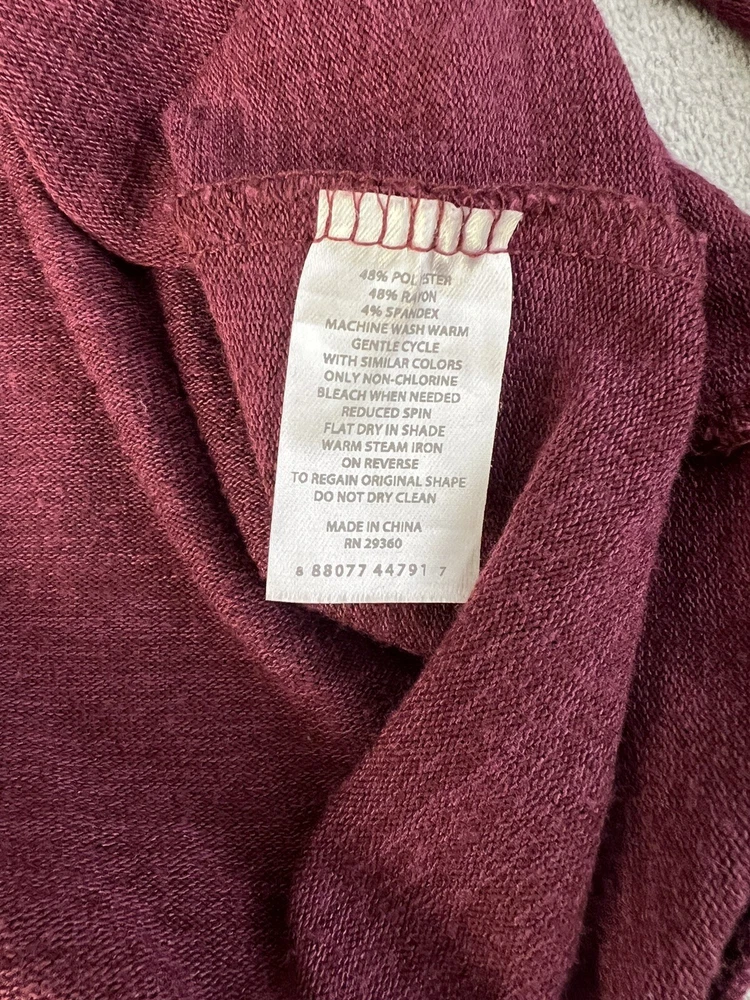 48% POLYESTER
48% RAYON
4% SPANDEX
MACHINE WASH WARM
GENTLE CYCLE
WITH SIMILAR COLORS
ONLY NON-CHLORINE
BLEACH WHEN NEEDED
REDUCED SPIN
FLAT DRY IN SHADE
WARM STEAM IRON
ON REVERSE
TO REGAIN ORIGINAL SHAPE
DO NOT DRY CLEAN
MADE IN CHINA
RN 29360
8 88077 44791 7